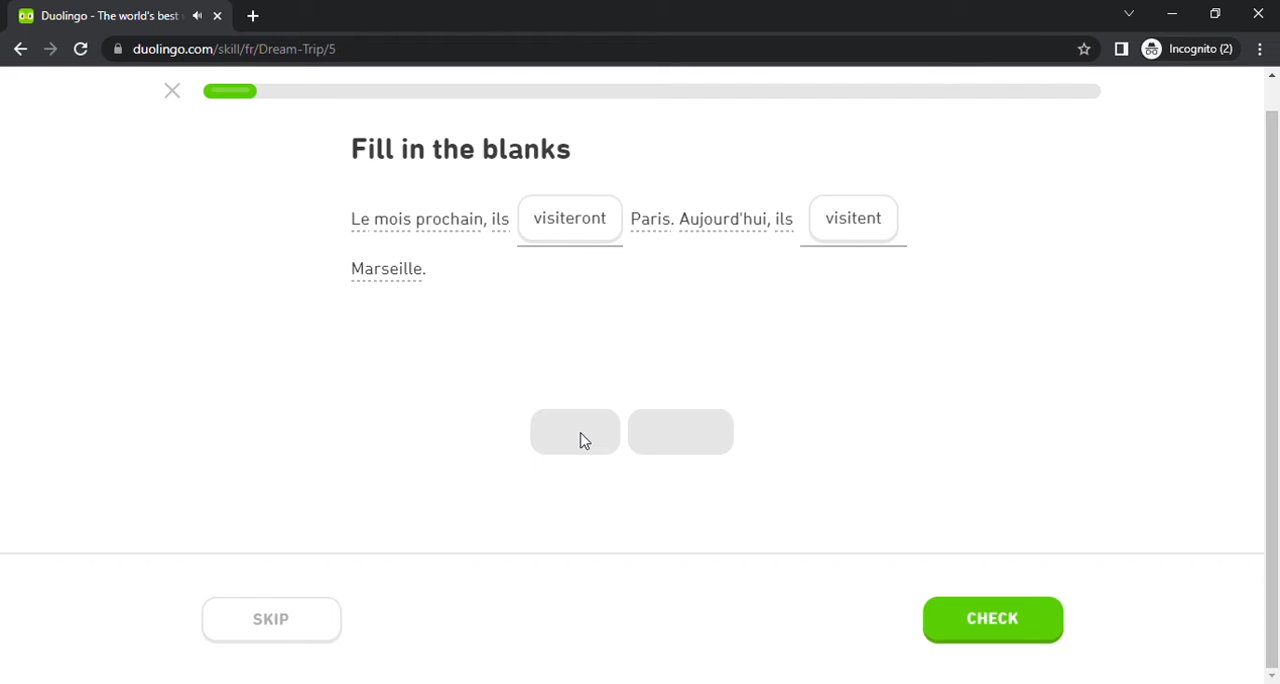 Duolingo - The world's best
duolingo.com/skill/fr/Dream-Trip/5
Incognito (2)
Fill in the blanks
Le mois prochain, ils visiteront Paris. Aujourd'hui, ils visitent
Marseille.
SKIP
CHECK